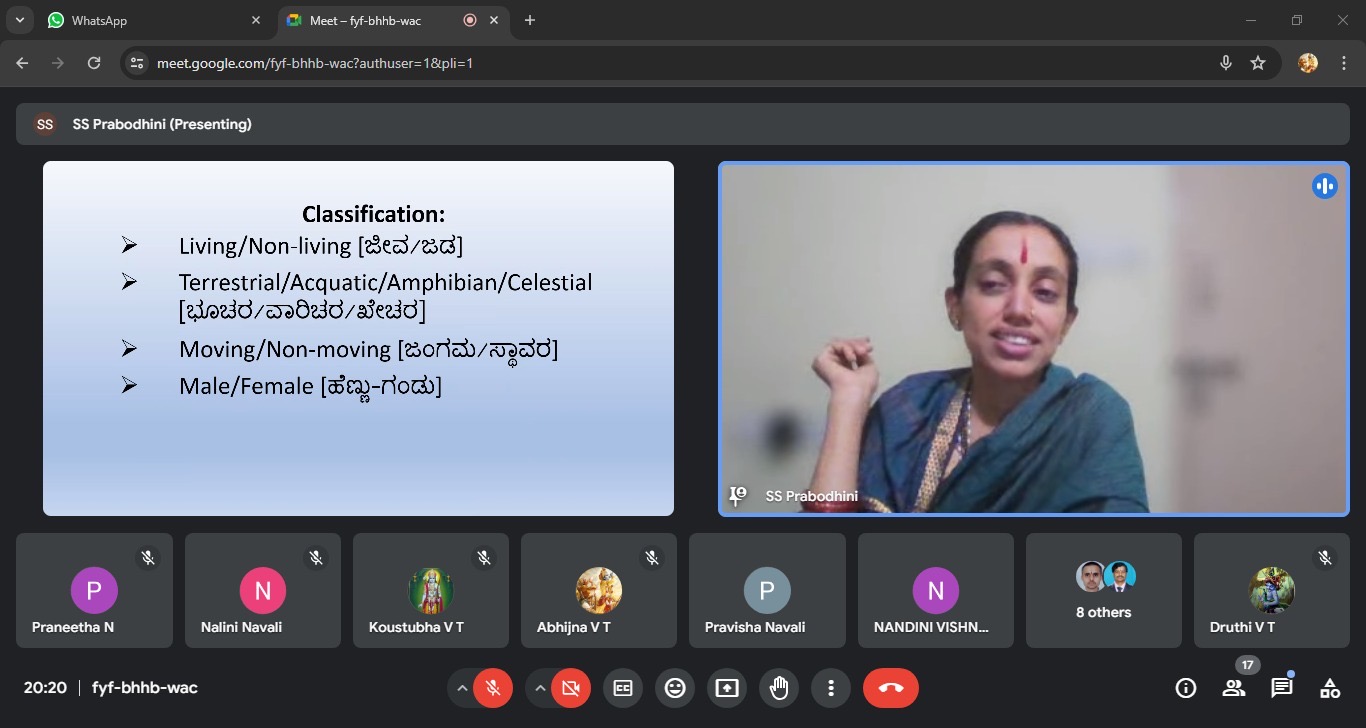 WhatsApp
Meet – fyf-bhhb-wac
meet.google.com/fyf-bhhb-wac?authuser=1&pli=1
SS
SS Prabodhini (Presenting)
Classification:
Living/Non-living [ಜೀವ/ಜಡ]
Terrestrial/Acquatic/Amphibian/Celestial
[ಭೂಚರ/ವಾರಿಚರ/ಖೇಚರ]
Moving/Non-moving [ಜಂಗಮ/ಸ್ಥಾವರ]
Male/Female [ಹೆಣ್ಣು-ಗಂಡು]
SS Prabodhini
P
Praneetha N
N
Nalini Navali
Koustubha V T
Abhijna V T
P
Pravisha Navali
N
NANDINI VISHN...
8 others
Druthi V T
20:20 | fyf-bhhb-wac
CC
17